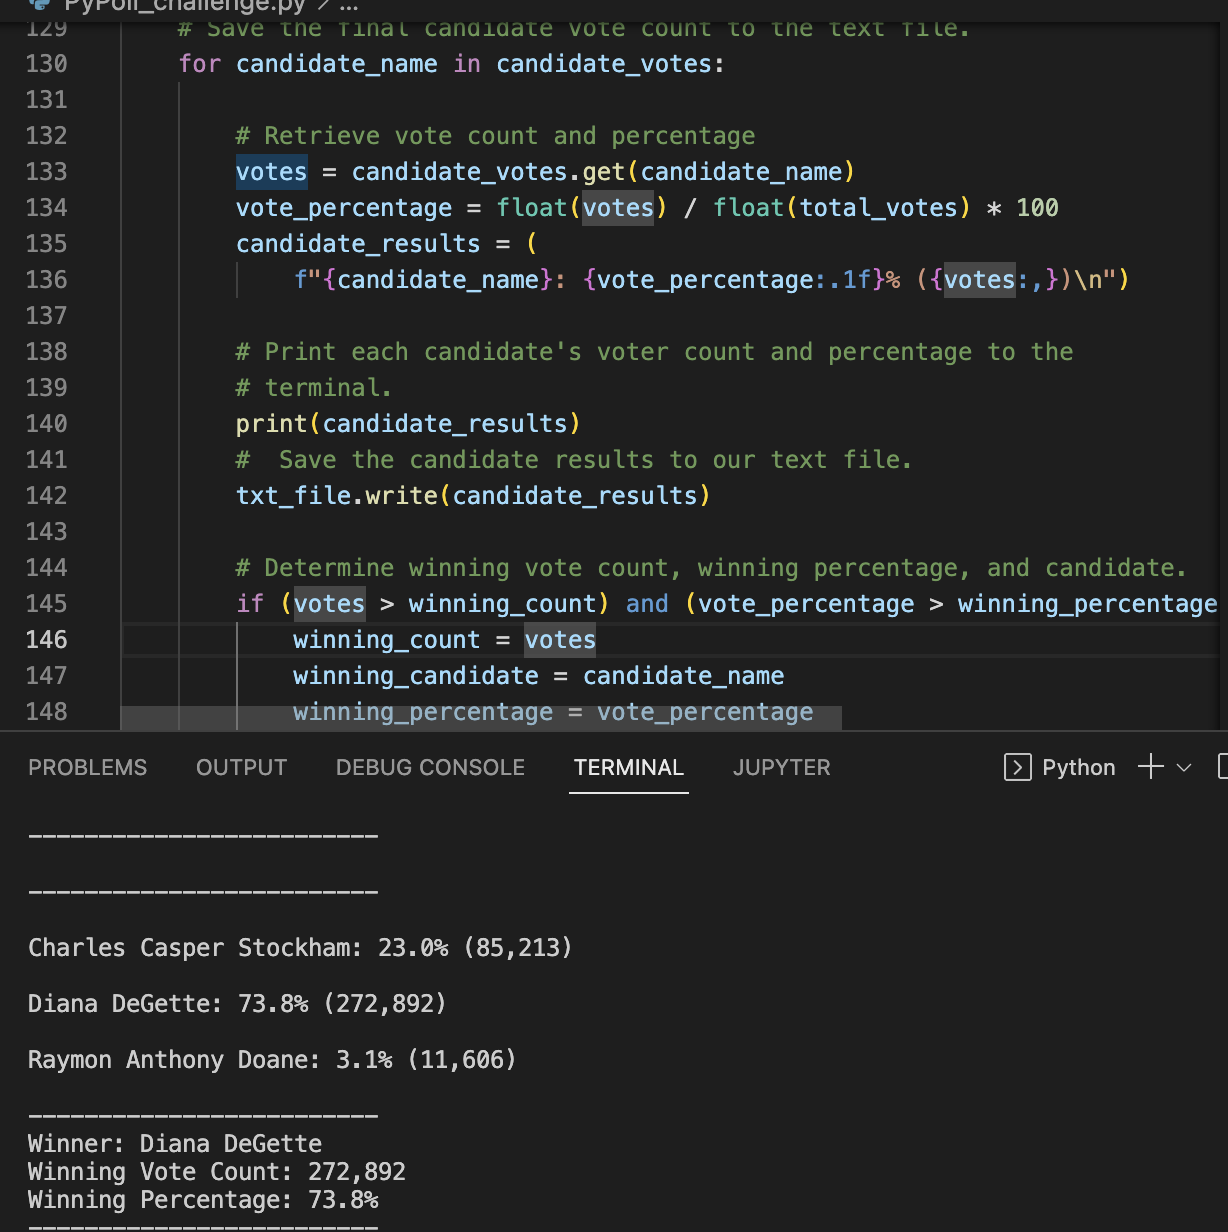 PyPoll_challenge.py > ...
129 # Save the final candidate vote count to the text file.
130 for candidate_name in candidate_votes:
131
132 # Retrieve vote count and percentage
133 votes = candidate_votes.get(candidate_name)
134 vote_percentage = float(votes) / float(total_votes) * 100
135 candidate_results = (
136 f"{candidate_name}: {vote_percentage:.1f}% ({votes:,})\n")
137
138 # Print each candidate's voter count and percentage to the
139 # terminal.
140 print(candidate_results)
141 #  Save the candidate results to our text file.
142 txt_file.write(candidate_results)
143
144 # Determine winning vote count, winning percentage, and candidate.
145 if (votes > winning_count) and (vote_percentage > winning_percentage
146 winning_count = votes
147 winning_candidate = candidate_name
148 winning_percentage = vote_percentage
PROBLEMS OUTPUT DEBUG CONSOLE TERMINAL JUPYTER Python
-------------------------
-------------------------
Charles Casper Stockham: 23.0% (85,213)
Diana DeGette: 73.8% (272,892)
Raymon Anthony Doane: 3.1% (11,606)
-------------------------
Winner: Diana DeGette
Winning Vote Count: 272,892
Winning Percentage: 73.8%
-------------------------